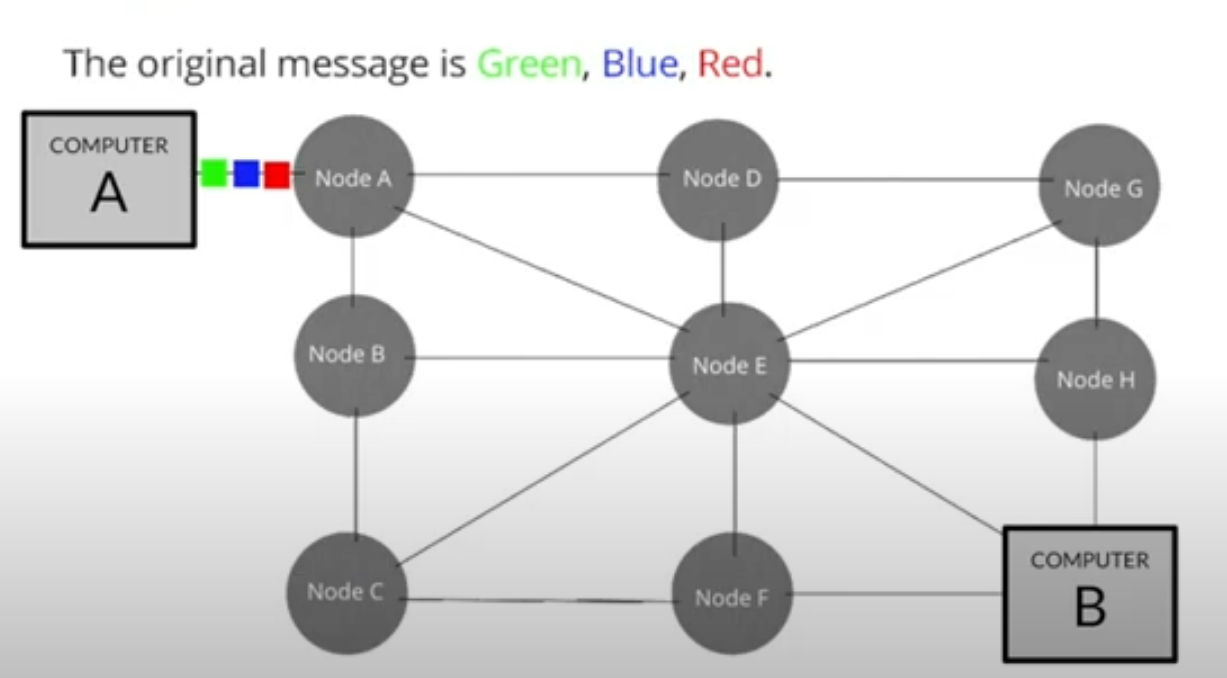 The original message is Green, Blue, Red.
COMPUTER
A
Node A
Node D
Node G
Node B
Node E
Node H
Node C
Node F
COMPUTER
B